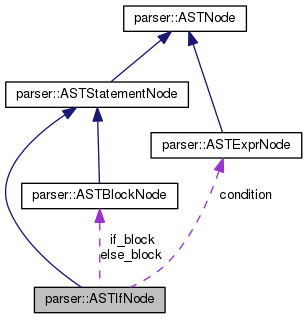 parser::ASTNode
parser::ASTStatementNode
parser::ASTExprNode
parser::ASTBlockNode
condition
if_block
else_block
parser::ASTIfNode